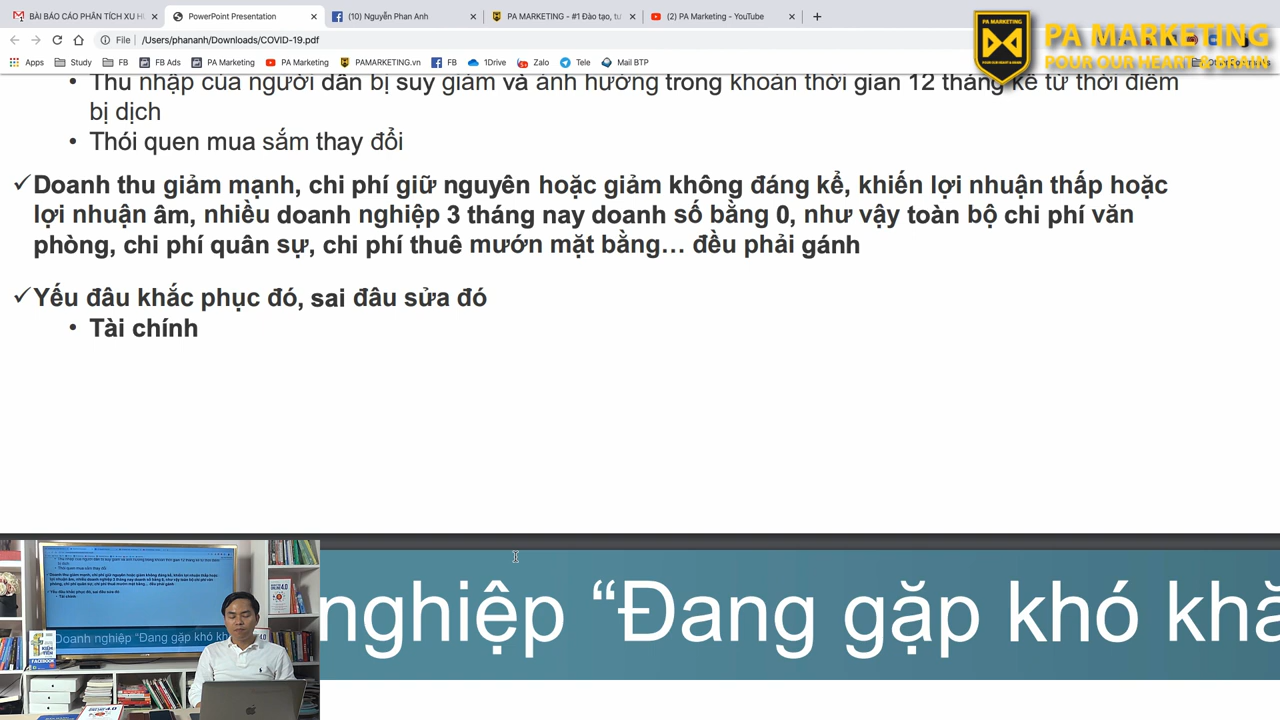 BÀI BÁO CÁO PHÂN TÍCH XU H
PowerPoint Presentation
(10) Nguyễn Phan Anh
PA MARKETING - #1 Đào tạo, tư
(2) PA Marketing - YouTube
File
/Users/phananh/Downloads/COVID-19.pdf
PA MARKETING
POUR OUR HEART & BRAIN
Apps
Study
FB
FB Ads
PA Marketing
PA Marketing
PAMARKETING.vn
FB
1Drive
Zalo
Tele
Mail BTP
• Thu nhập của người dân bị suy giảm và ảnh hưởng trong khoản thời gian 12 tháng kể từ thời điểm
bị dịch
• Thói quen mua sắm thay đổi
✓Doanh thu giảm mạnh, chi phí giữ nguyên hoặc giảm không đáng kể, khiến lợi nhuận thấp hoặc
lợi nhuận âm, nhiều doanh nghiệp 3 tháng nay doanh số bằng 0, như vậy toàn bộ chi phí văn
phòng, chi phí quân sự, chi phí thuê mướn mặt bằng… đều phải gánh
✓Yếu đâu khắc phục đó, sai đâu sửa đó
• Tài chính
nghiệp “Đang gặp khó khă
Doanh nghiệp “Đang gặp khó kh